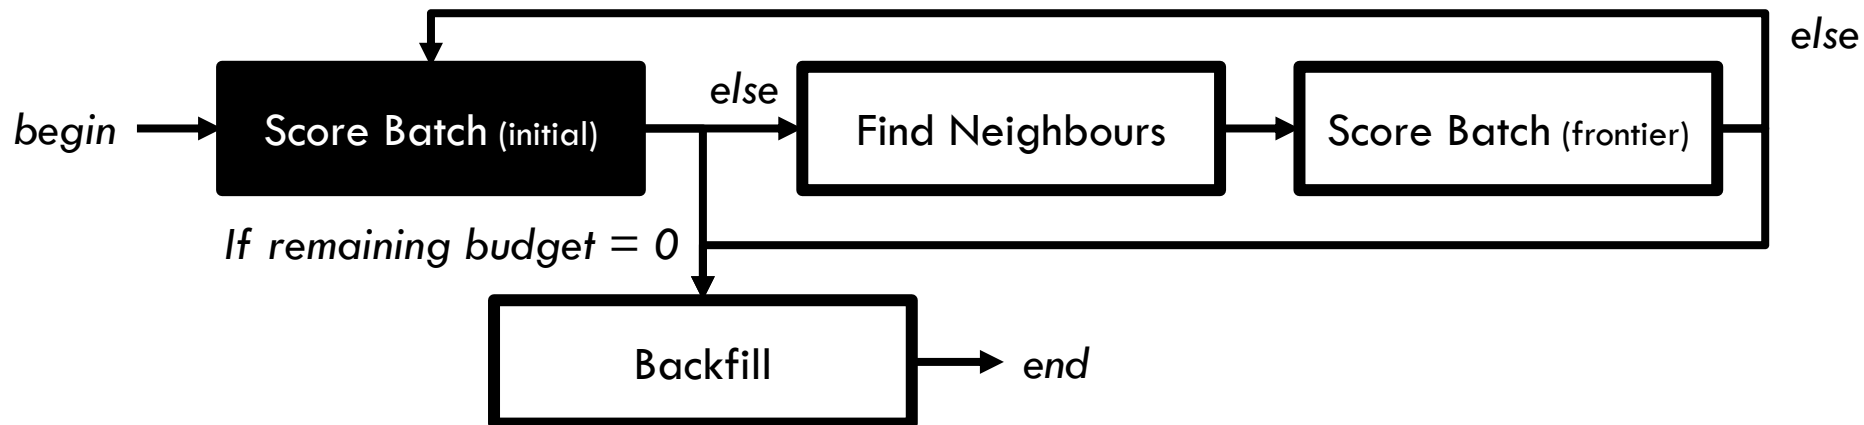 else
else
begin
Score Batch (initial)
Find Neighbours
Score Batch (frontier)
If remaining budget = 0
Backfill
end